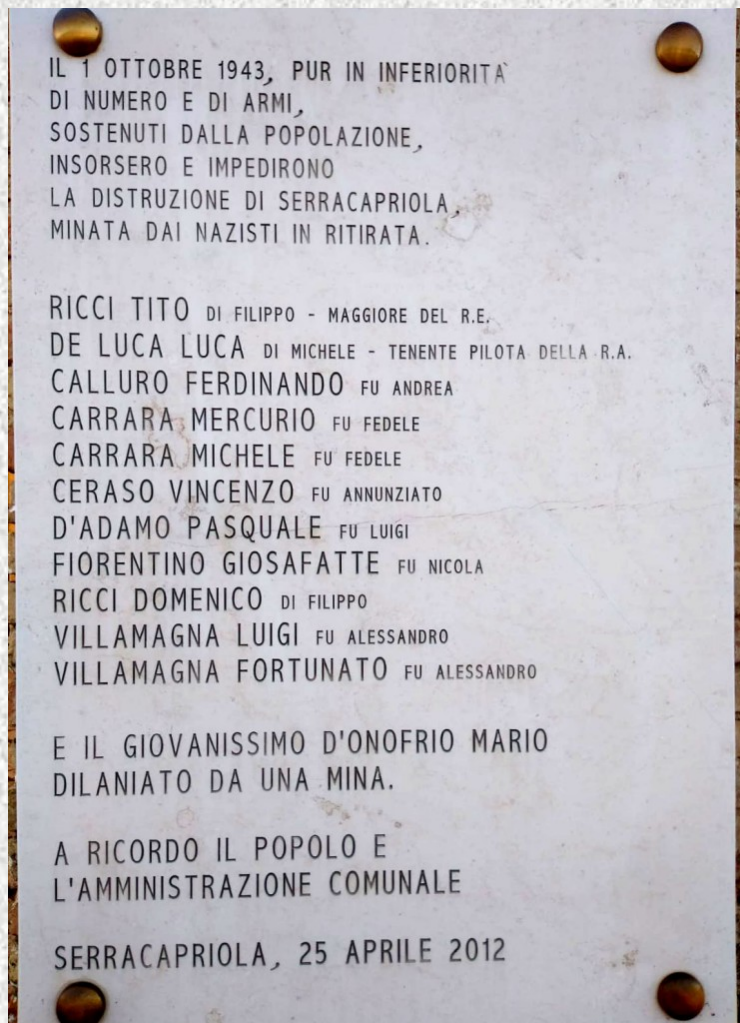 IL 1 OTTOBRE 1943, PUR IN INFERIORITÀ
DI NUMERO E DI ARMI,
SOSTENUTI DALLA POPOLAZIONE,
INSORSERO E IMPEDIRONO
LA DISTRUZIONE DI SERRACAPRIOLA,
MINATA DAI NAZISTI IN RITIRATA.
RICCI TITO DI FILIPPO - MAGGIORE DEL R.E.
DE LUCA LUCA DI MICHELE - TENENTE PILOTA DELLA R.A.
CALLURO FERDINANDO FU ANDREA
CARRARA MERCURIO FU FEDELE
CARRARA MICHELE FU FEDELE
CERASO VINCENZO FU ANNUNZIATO
D'ADAMO PASQUALE FU LUIGI
FIORENTINO GIOSAFATTE FU NICOLA
RICCI DOMENICO DI FILIPPO
VILLAMAGNA LUIGI FU ALESSANDRO
VILLAMAGNA FORTUNATO FU ALESSANDRO
E IL GIOVANISSIMO D'ONOFRIO MARIO
DILANIATO DA UNA MINA.
A RICORDO IL POPOLO E
L'AMMINISTRAZIONE COMUNALE
SERRACAPRIOLA, 25 APRILE 2012